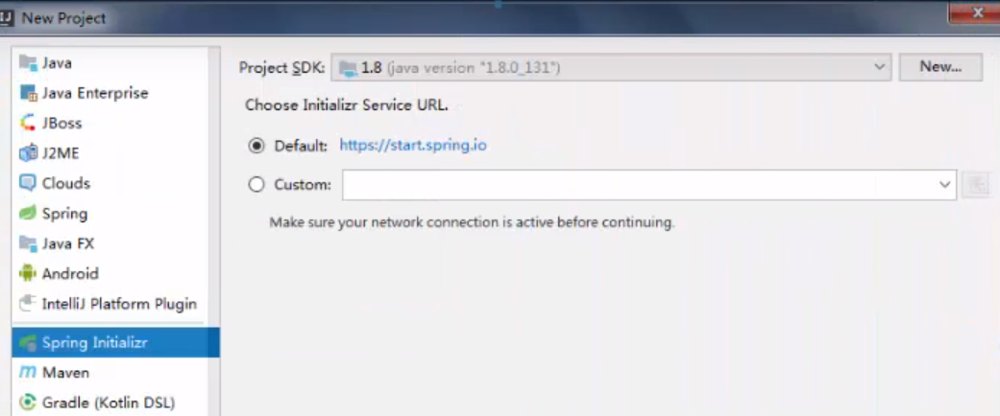 New Project
Java
Java Enterprise
JBoss
J2ME
Clouds
Spring
Java FX
Android
IntelliJ Platform Plugin
Spring Initializr
Maven
Gradle (Kotlin DSL)
Project SDK: 1.8 (java version "1.8.0_131") New...
Choose Initializr Service URL.
Default: https://start.spring.io
Custom:
Make sure your network connection is active before continuing.